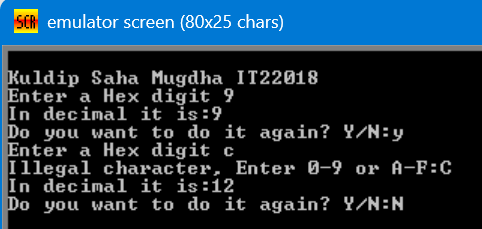 SCR emulator screen (80x25 chars)
Kuldip Saha Mugdha IT22018
Enter a Hex digit 9
In decimal it is:9
Do you want to do it again? Y/N:y
Enter a Hex digit c
Illegal character, Enter 0-9 or A-F:C
In decimal it is:12
Do you want to do it again? Y/N:N